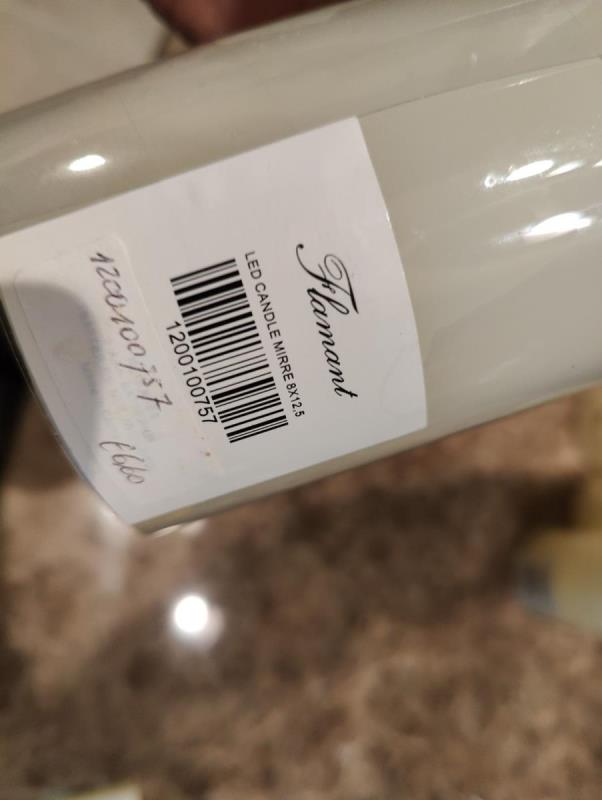 Flamant
LED CANDLE MIRRE 8X12,5
1200100757
1200100757